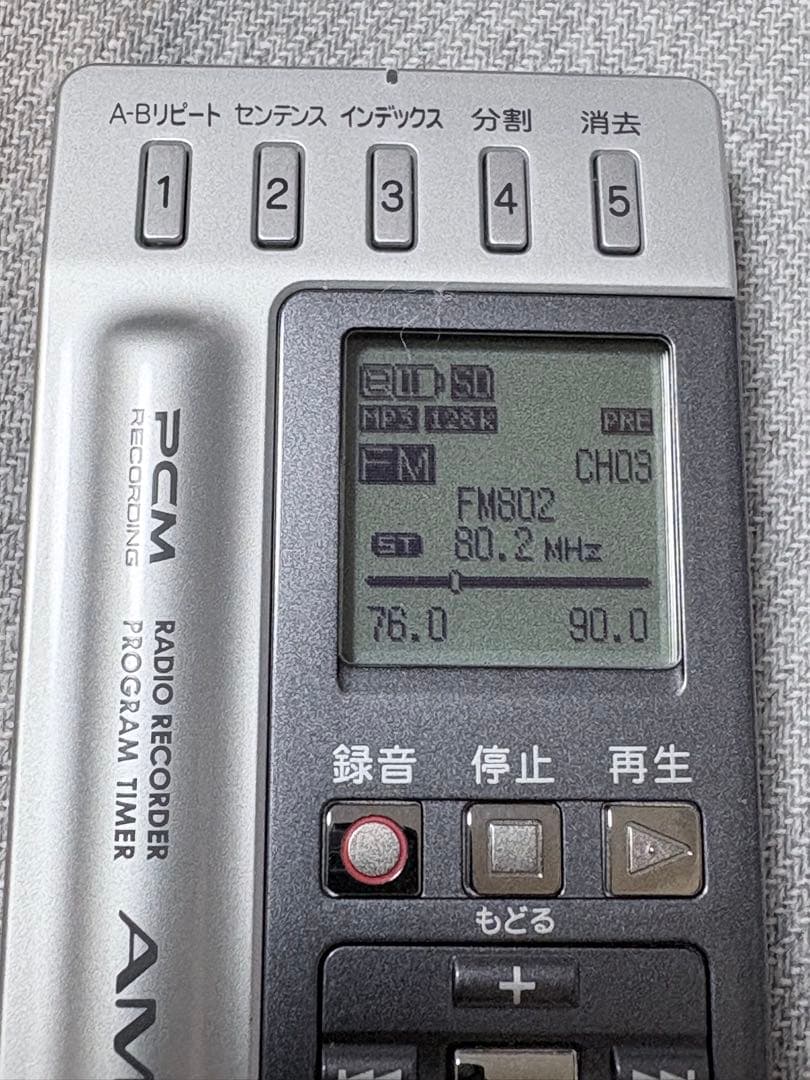 A-Bリピート センテンス インデックス 分割 消去
1 2 3 4 5
e SD
MP3 128k PRE
FM CH03
FM802
ST 80.2 MHz
76.0 90.0
PCM
RECORDING
RADIO RECORDER
PROGRAM TIMER
AM
録音 停止 再生
もどる
+